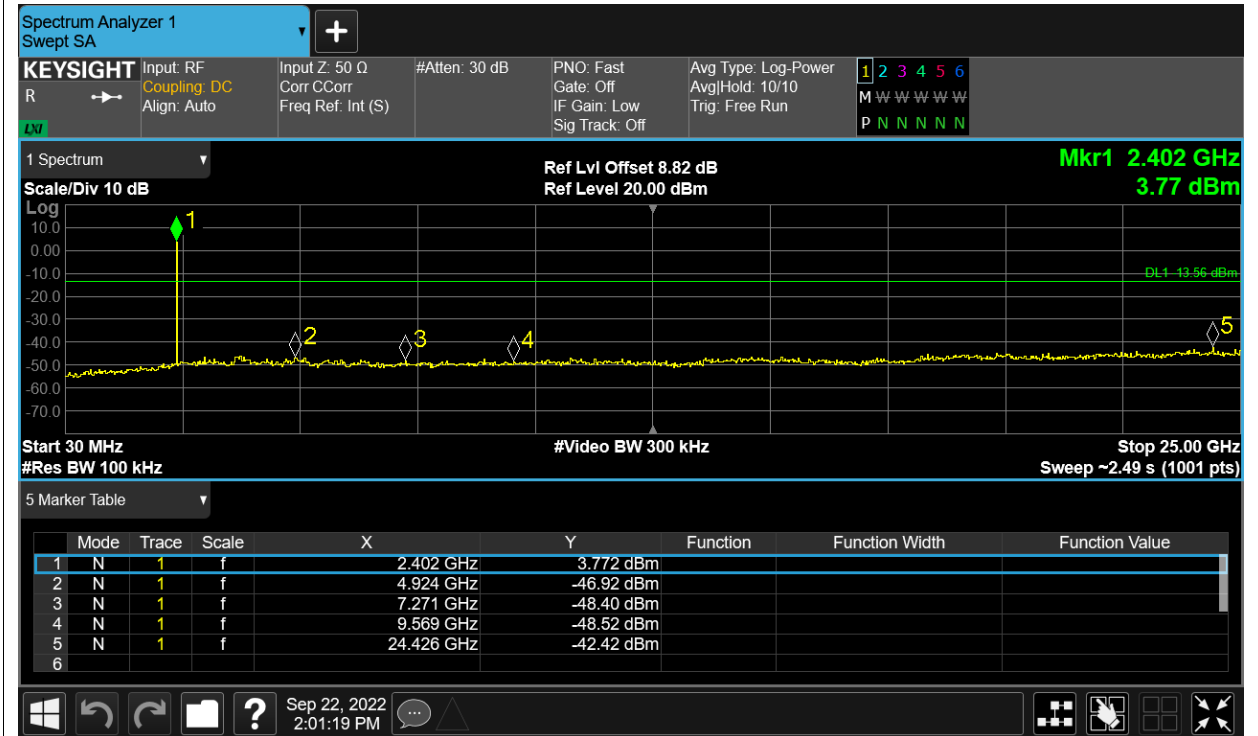 Spectrum Analyzer 1
Swept SA
KEYSIGHT
R
LXI
Input: RF
Coupling: DC
Align: Auto
Input Z: 50 Ω
Corr CCorr
Freq Ref: Int (S)
#Atten: 30 dB
PNO: Fast
Gate: Off
IF Gain: Low
Sig Track: Off
Avg Type: Log-Power
Avg|Hold: 10/10
Trig: Free Run
1 2 3 4 5 6
M W W W W W
P N N N N N
1 Spectrum
Scale/Div 10 dB
Ref Lvl Offset 8.82 dB
Ref Level 20.00 dBm
Mkr1 2.402 GHz
3.77 dBm
Log
10.0
0.00
-10.0
-20.0
-30.0
-40.0
-50.0
-60.0
-70.0
1
2
3
4
5
DL1 -13.56 dBm
Start 30 MHz
#Video BW 300 kHz
Stop 25.00 GHz
#Res BW 100 kHz
Sweep ~2.49 s (1001 pts)
5 Marker Table
Mode Trace Scale X Y Function Function Width Function Value
1 N 1 f 2.402 GHz 3.772 dBm
2 N 1 f 4.924 GHz -46.92 dBm
3 N 1 f 7.271 GHz -48.40 dBm
4 N 1 f 9.569 GHz -48.52 dBm
5 N 1 f 24.426 GHz -42.42 dBm
6
?
Sep 22, 2022
2:01:19 PM